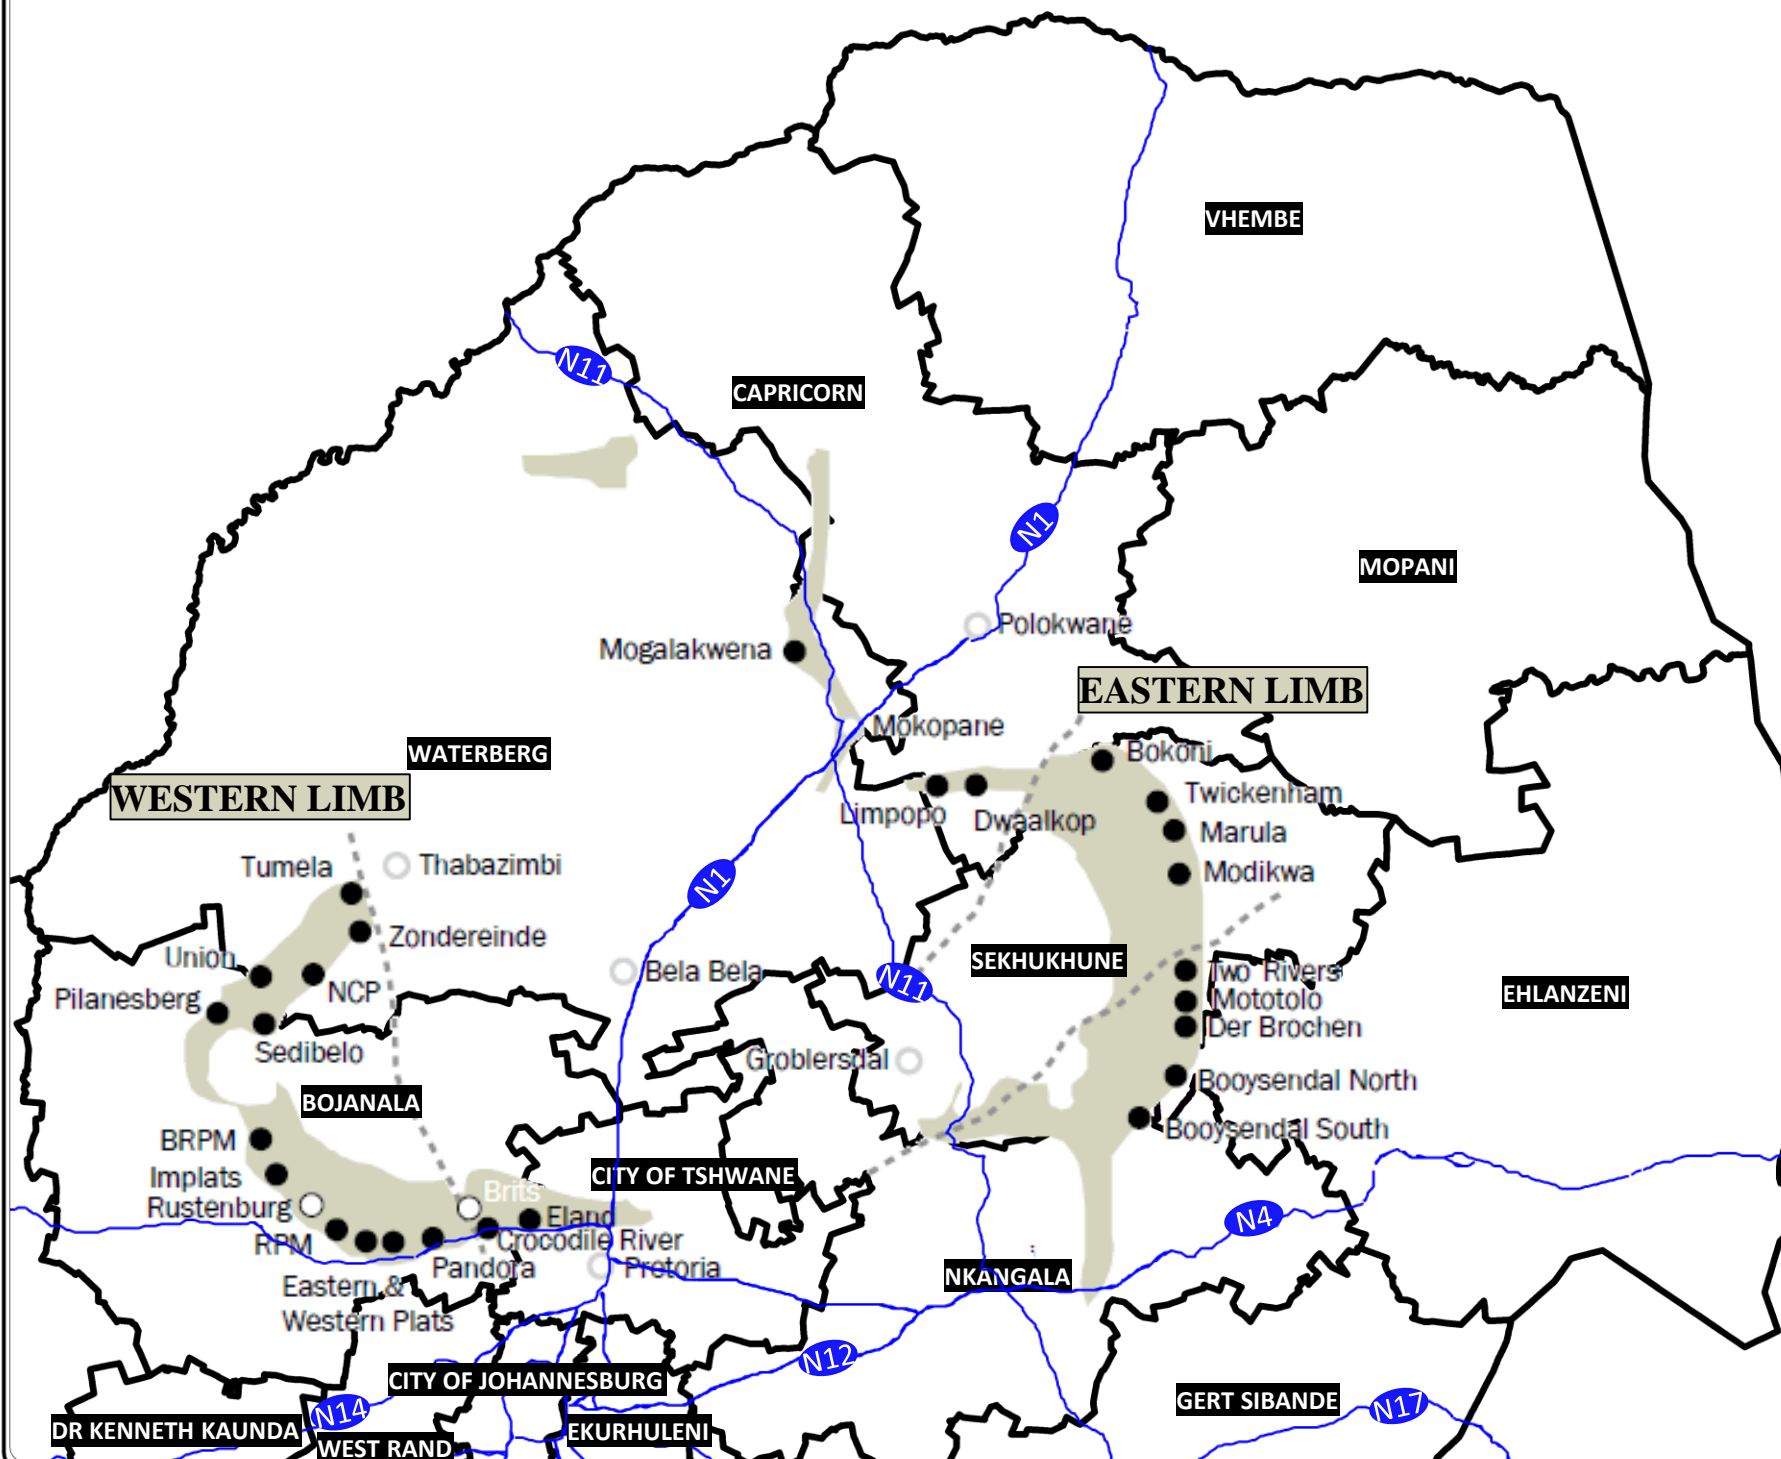 VHEMBE
N11
CAPRICORN
N1
MOPANI
Polokwane
Mogalakwena
EASTERN LIMB
Mokopane
WATERBERG
Bokoni
WESTERN LIMB
Twickenham
Limpopo
Dwaalkop
Marula
Tumela
Thabazimbi
Modikwa
N1
Zondereinde
Union
Bela Bela
SEKHUKHUNE
Two Rivers
NCP
N11
EHLANZENI
Pilanesberg
Mototolo
Der Brochen
Sedibelo
Groblersdal
Booysendal North
BOJANALA
Booysendal South
BRPM
Implats
CITY OF TSHWANE
Brits
Rustenburg
Eland
N4
RPM
Crocodile River
Pandora
Pretoria
NKANGALA
Eastern &
Western Plats
N12
CITY OF JOHANNESBURG
GERT SIBANDE
N17
N14
DR KENNETH KAUNDA
EKURHULENI
WEST RAND